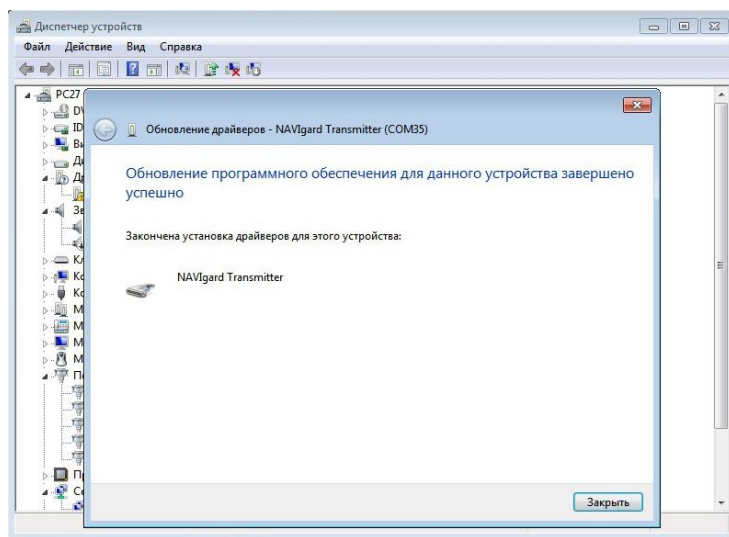 Диспетчер устройств
Файл Действие Вид Справка
PC27
Обновление драйверов - NAVIgard Transmitter (COM35)
Обновление программного обеспечения для данного устройства завершено
успешно
Закончена установка драйверов для этого устройства:
NAVIgard Transmitter
Закрыть